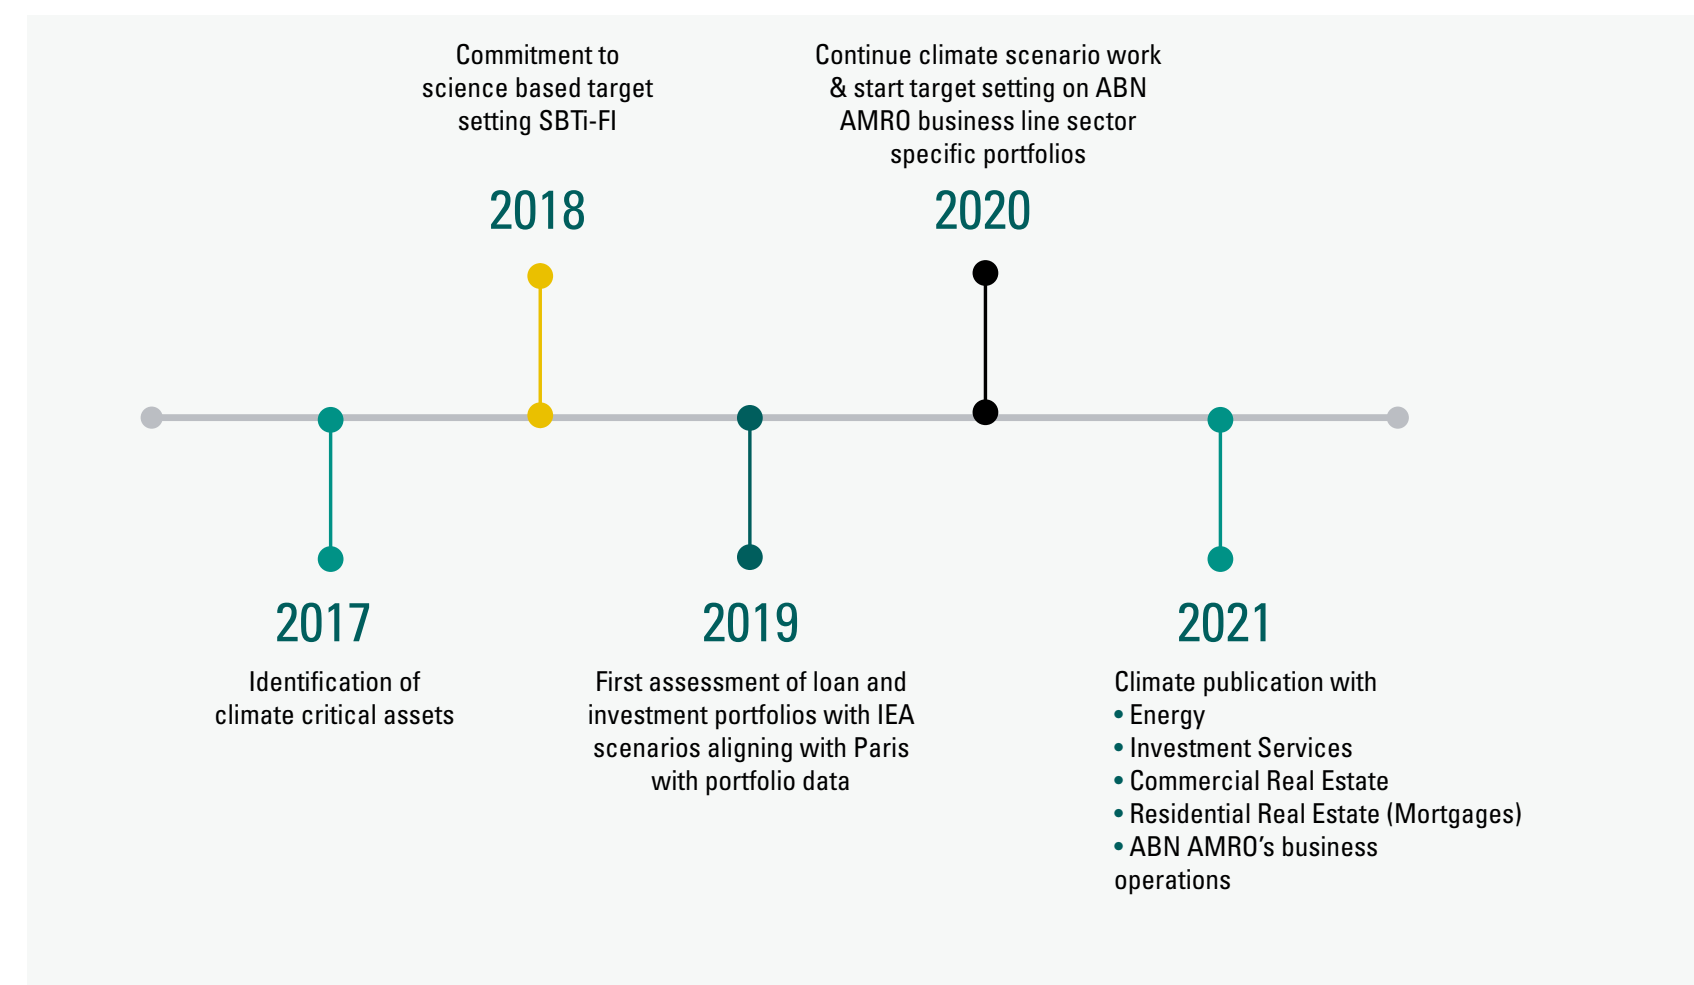 Commitment to
science based target
setting SBTi-FI
2018
Continue climate scenario work
& start target setting on ABN
AMRO business line sector
specific portfolios
2020
2017
Identification of
climate critical assets
2019
First assessment of loan and
investment portfolios with IEA
scenarios aligning with Paris
with portfolio data
2021
Climate publication with
• Energy
• Investment Services
• Commercial Real Estate
• Residential Real Estate (Mortgages)
• ABN AMRO’s business
operations